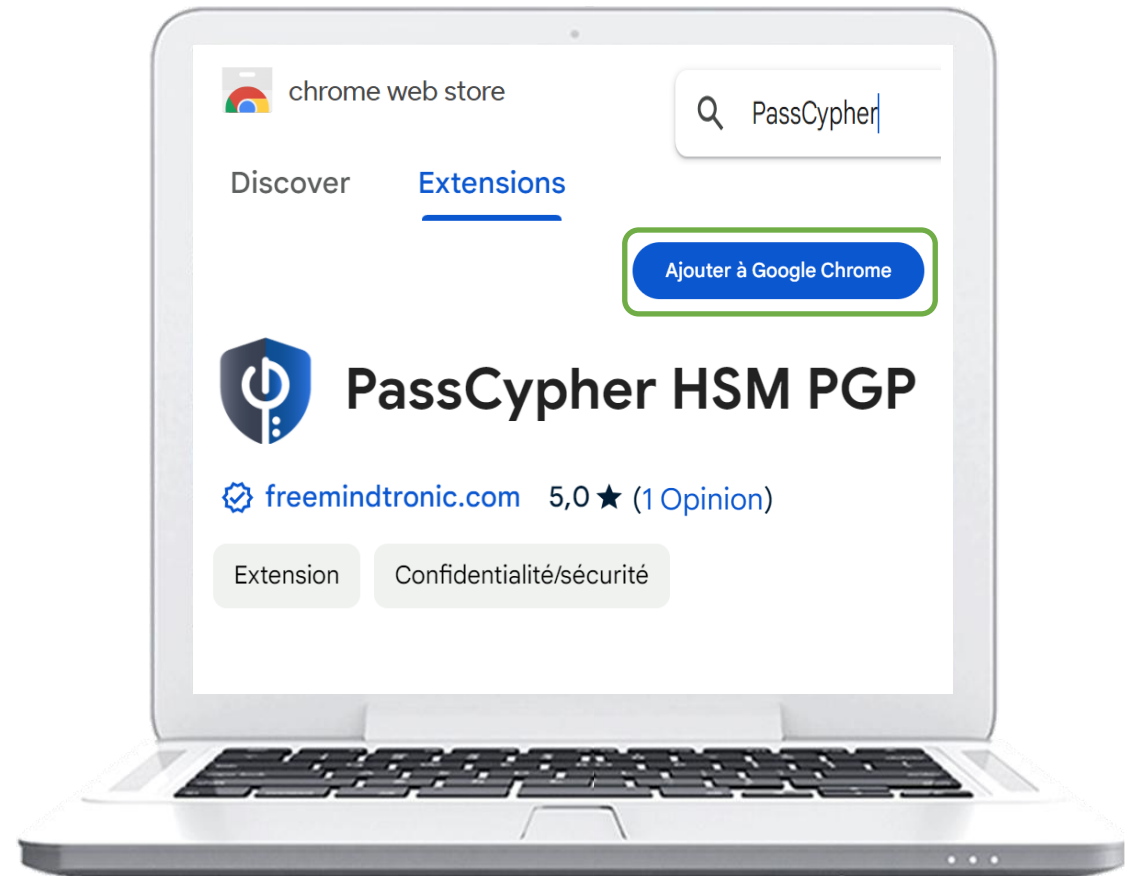 chrome web store
PassCypher
Discover Extensions
Ajouter à Google Chrome
PassCypher HSM PGP
freemindtronic.com 5,0 ★ (1 Opinion)
Extension Confidentialité/sécurité